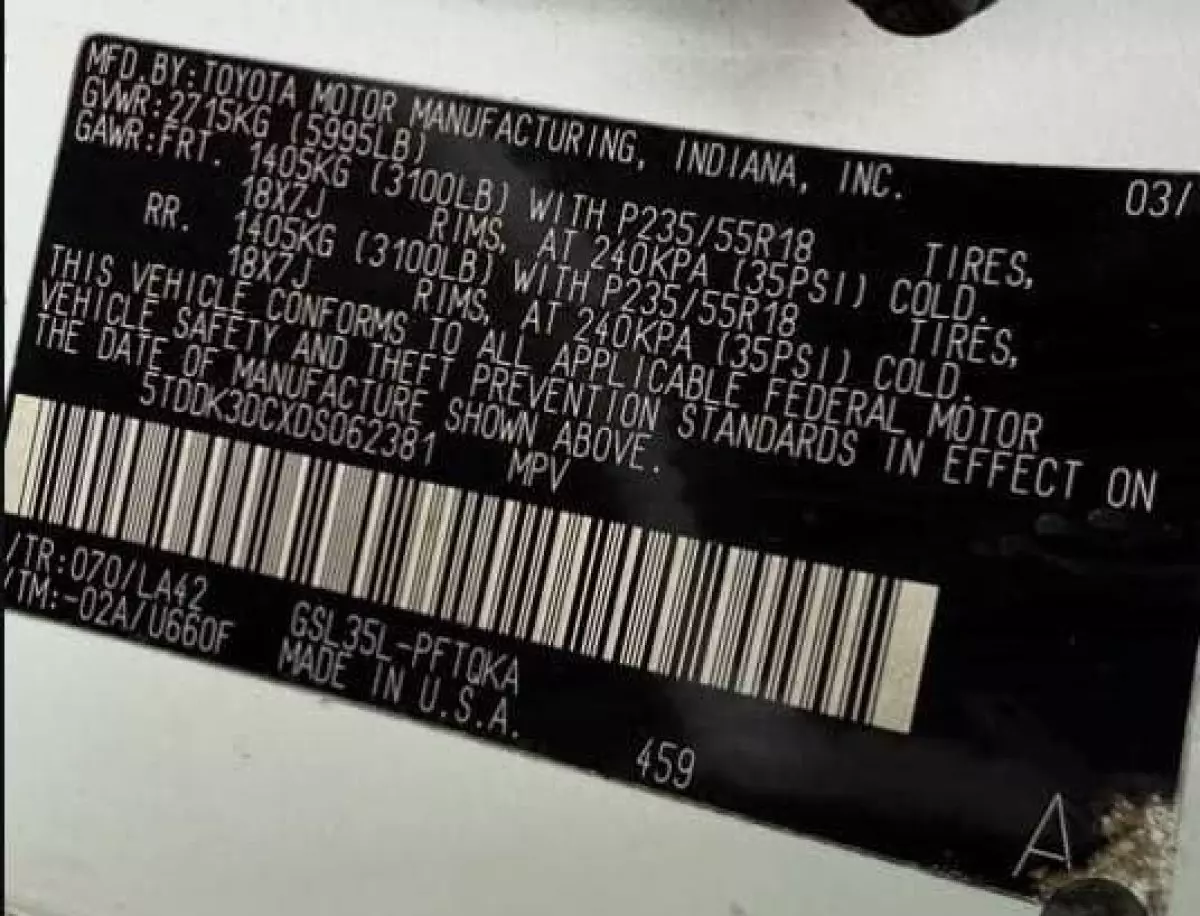 MFD.BY:TOYOTA MOTOR MANUFACTURING, INDIANA, INC. 03/
GVWR:2715KG (5995LB)
GAWR:FRT. 1405KG (3100LB) WITH P235/55R18 TIRES,
18X7J RIMS, AT 240KPA (35PSI) COLD.
RR. 1405KG (3100LB) WITH P235/55R18 TIRES,
18X7J RIMS, AT 240KPA (35PSI) COLD.
THIS VEHICLE CONFORMS TO ALL APPLICABLE FEDERAL MOTOR
VEHICLE SAFETY AND THEFT PREVENTION STANDARDS IN EFFECT ON
THE DATE OF MANUFACTURE SHOWN ABOVE.
5TDDK3DCXDS062381 MPV
/TR:070/LA42 GSL35L-PFTQKA
/TM:-02A/U660F MADE IN U.S.A.
459
A